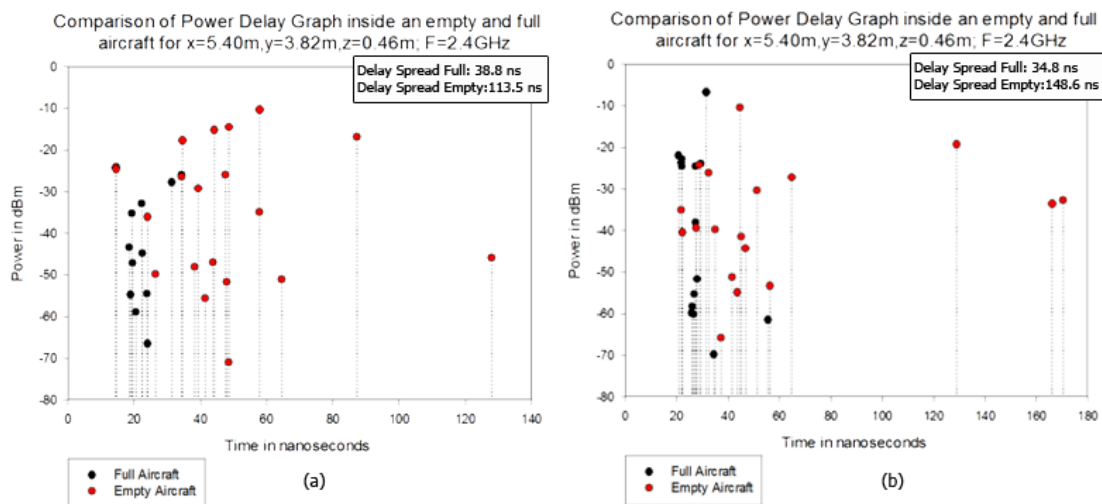 Comparison of Power Delay Graph inside an empty and full
aircraft for x=5.40m,y=3.82m,z=0.46m; F=2.4GHz
Delay Spread Full: 38.8 ns
Delay Spread Empty:113.5 ns
Power in dBm
0
-10
-20
-30
-40
-50
-60
-70
-80
0 20 40 60 80 100 120 140
Time in nanoseconds
Full Aircraft
Empty Aircraft
(a)
Comparison of Power Delay Graph inside an empty and full
aircraft for x=5.40m,y=3.82m,z=0.46m; F=2.4GHz
Delay Spread Full: 34.8 ns
Delay Spread Empty:148.6 ns
Power in dBm
0
-10
-20
-30
-40
-50
-60
-70
-80
0 20 40 60 80 100 120 140 160 180
Time in nanoseconds
Full Aircraft
Empty Aircraft
(b)